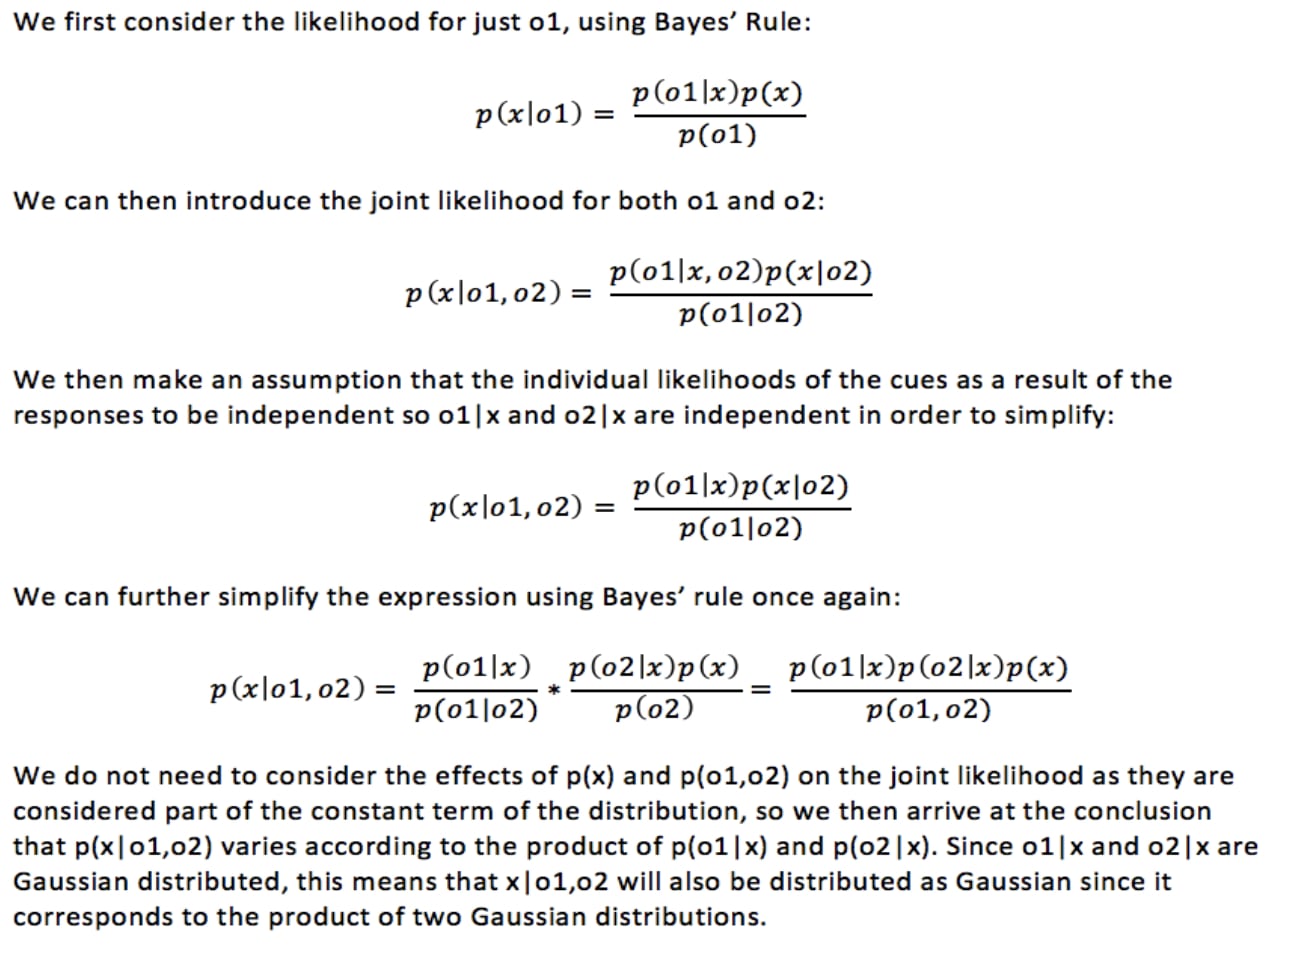 We first consider the likelihood for just o1, using Bayes’ Rule:
p(x|o1) = p(o1|x)p(x) / p(o1)
We can then introduce the joint likelihood for both o1 and o2:
p(x|o1, o2) = p(o1|x, o2)p(x|o2) / p(o1|o2)
We then make an assumption that the individual likelihoods of the cues as a result of the
responses to be independent so o1|x and o2|x are independent in order to simplify:
p(x|o1, o2) = p(o1|x)p(x|o2) / p(o1|o2)
We can further simplify the expression using Bayes’ rule once again:
p(x|o1, o2) = p(o1|x) / p(o1|o2) * p(o2|x)p(x) / p(o2) = p(o1|x)p(o2|x)p(x) / p(o1, o2)
We do not need to consider the effects of p(x) and p(o1,o2) on the joint likelihood as they are
considered part of the constant term of the distribution, so we then arrive at the conclusion
that p(x|o1,o2) varies according to the product of p(o1|x) and p(o2|x). Since o1|x and o2|x are
Gaussian distributed, this means that x|o1,o2 will also be distributed as Gaussian since it
corresponds to the product of two Gaussian distributions.